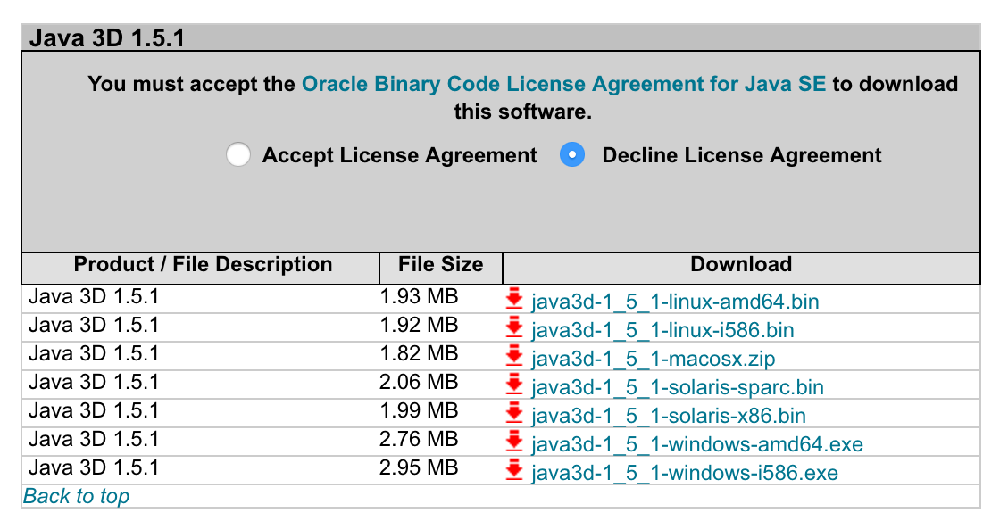 Java 3D 1.5.1
You must accept the Oracle Binary Code License Agreement for Java SE to download
this software.
Accept License Agreement Decline License Agreement
Product / File Description File Size Download
Java 3D 1.5.1 1.93 MB java3d-1_5_1-linux-amd64.bin
Java 3D 1.5.1 1.92 MB java3d-1_5_1-linux-i586.bin
Java 3D 1.5.1 1.82 MB java3d-1_5_1-macosx.zip
Java 3D 1.5.1 2.06 MB java3d-1_5_1-solaris-sparc.bin
Java 3D 1.5.1 1.99 MB java3d-1_5_1-solaris-x86.bin
Java 3D 1.5.1 2.76 MB java3d-1_5_1-windows-amd64.exe
Java 3D 1.5.1 2.95 MB java3d-1_5_1-windows-i586.exe
Back to top